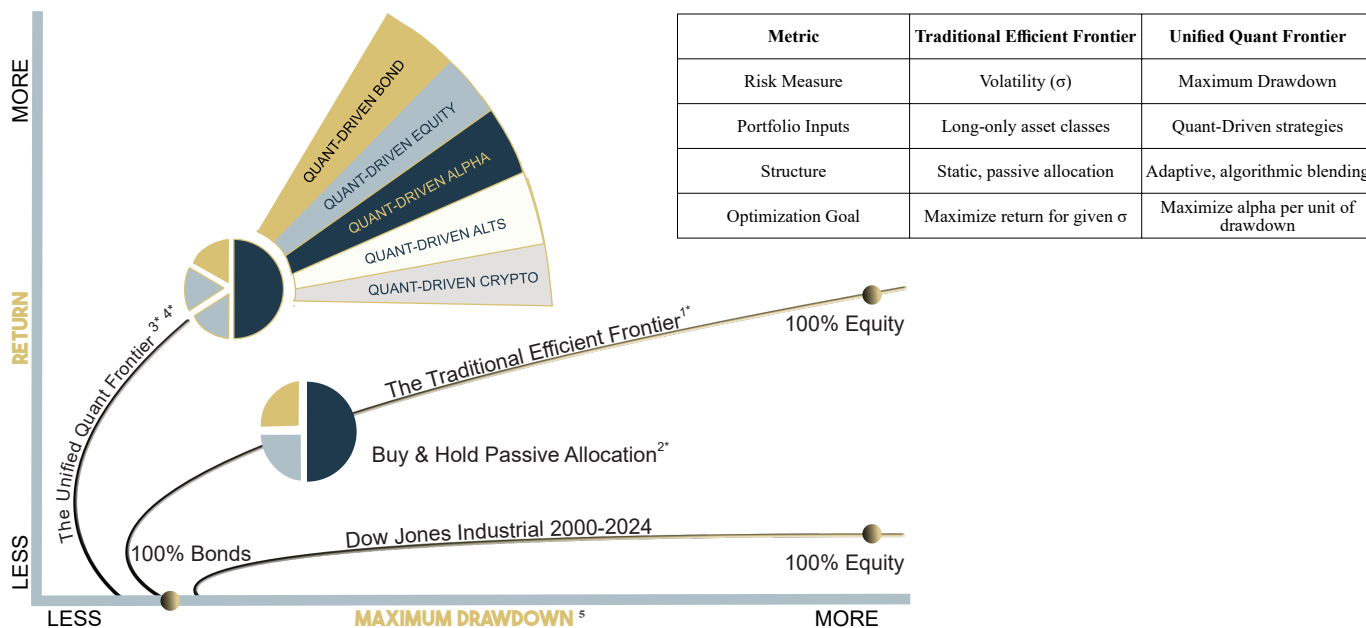 MORE
RETURN
LESS
QUANT-DRIVEN BOND
QUANT-DRIVEN EQUITY
QUANT-DRIVEN ALPHA
QUANT-DRIVEN ALTS
QUANT-DRIVEN CRYPTO
Metric Traditional Efficient Frontier Unified Quant Frontier
Risk Measure Volatility (σ) Maximum Drawdown
Portfolio Inputs Long-only asset classes Quant-Driven strategies
Structure Static, passive allocation Adaptive, algorithmic blending
Optimization Goal Maximize return for given σ Maximize alpha per unit of
drawdown
The Unified Quant Frontier 3* 4*
The Traditional Efficient Frontier1*
100% Equity
Buy & Hold Passive Allocation2*
Dow Jones Industrial 2000-2024
100% Bonds
100% Equity
LESS
MAXIMUM DRAWDOWN 5
MORE